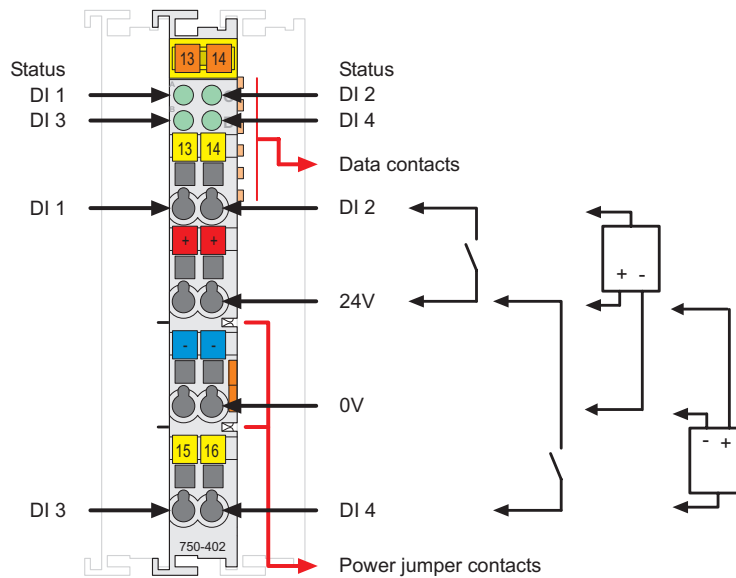 13 14
Status
Status
A C
DI 1
DI 2
B D
DI 3
DI 4
13 14
Data contacts
DI 1
DI 2
+ +
+ -
24V
- -
0V
- +
15 16
DI 3
DI 4
750-402
Power jumper contacts